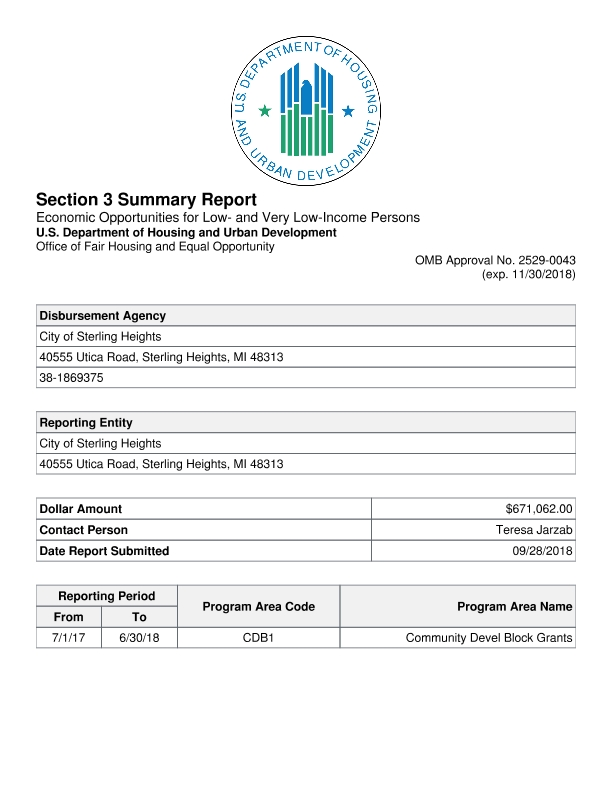 U.S. DEPARTMENT OF HOUSING
AND URBAN DEVELOPMENT
Section 3 Summary Report
Economic Opportunities for Low- and Very Low-Income Persons
U.S. Department of Housing and Urban Development
Office of Fair Housing and Equal Opportunity
OMB Approval No. 2529-0043
(exp. 11/30/2018)
Disbursement Agency
City of Sterling Heights
40555 Utica Road, Sterling Heights, MI 48313
38-1869375
Reporting Entity
City of Sterling Heights
40555 Utica Road, Sterling Heights, MI 48313
Dollar Amount $671,062.00
Contact Person Teresa Jarzab
Date Report Submitted 09/28/2018
Reporting Period Program Area Code Program Area Name
From To
7/1/17 6/30/18 CDB1 Community Devel Block Grants